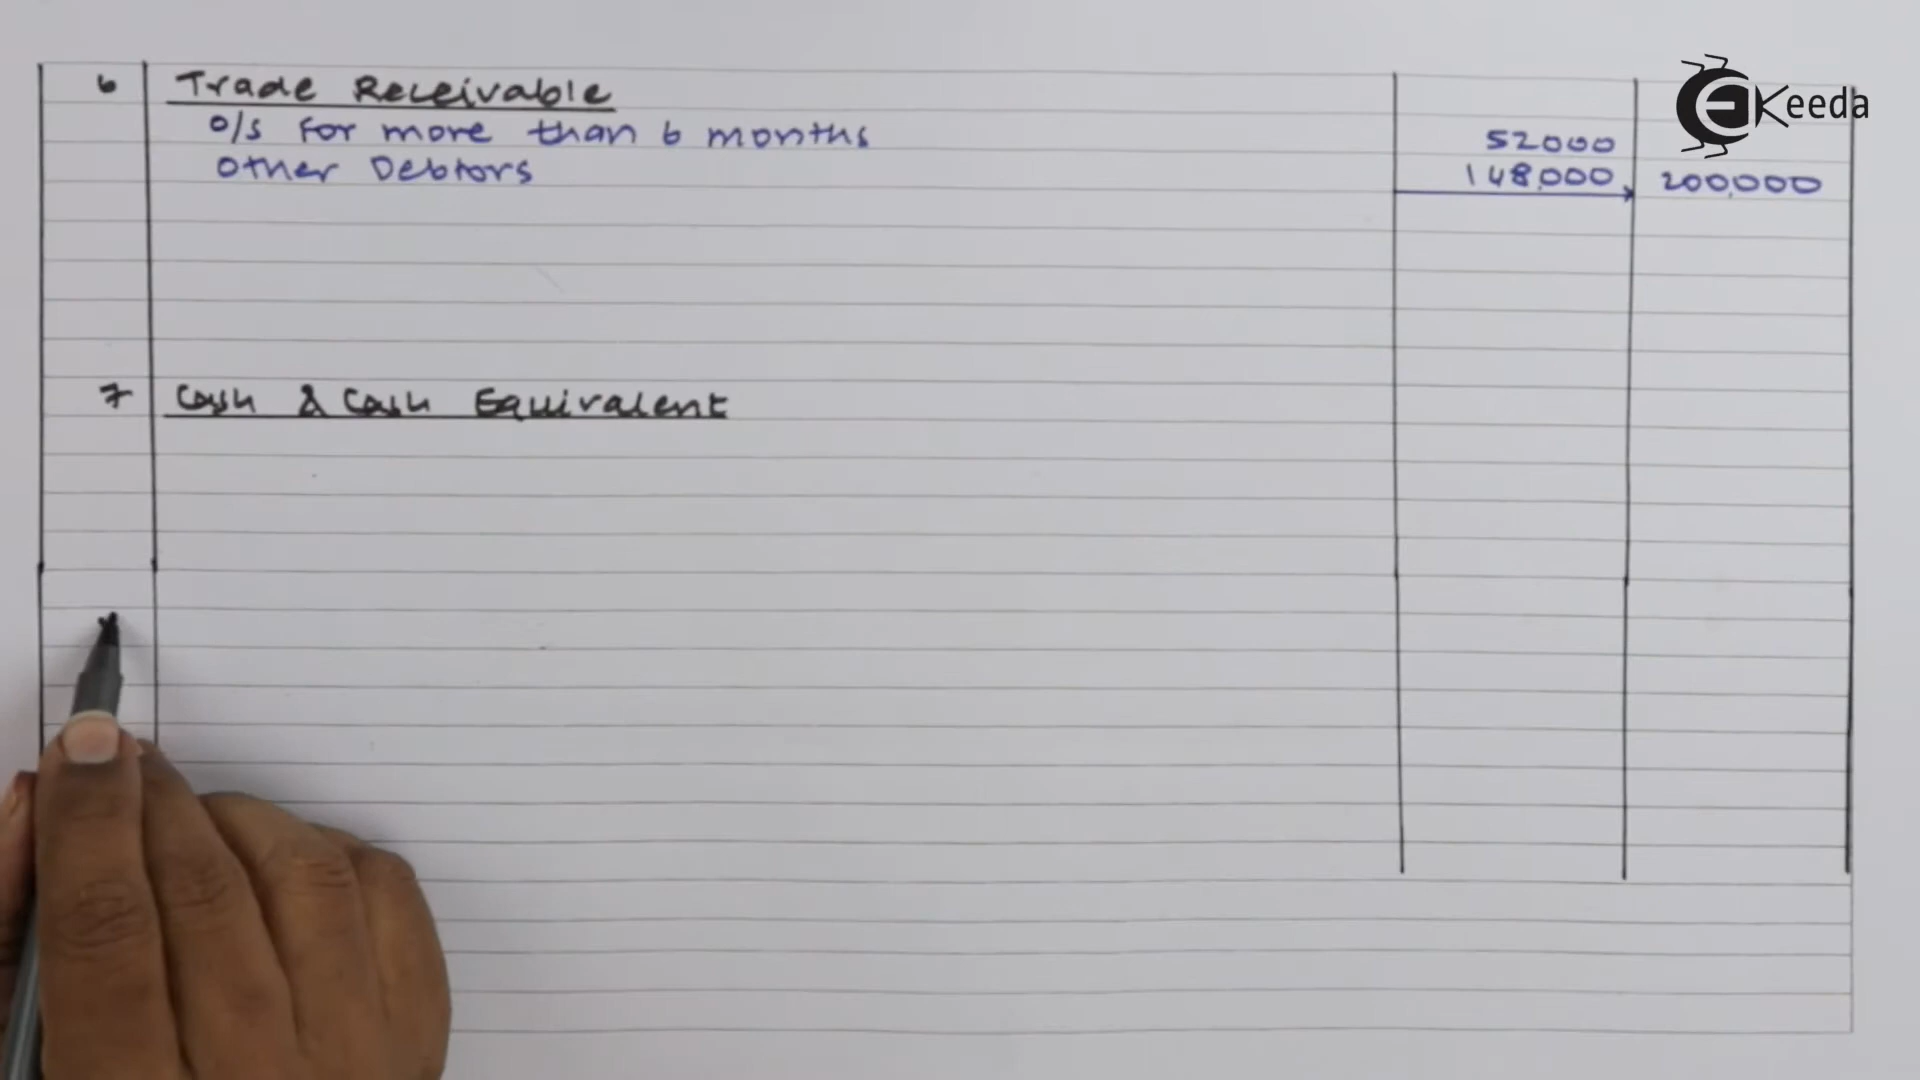 EKeeda
6 Trade Receivable
o/s for more than 6 months 52000
Other Debtors 148,000 200,000
7 Cash & Cash Equivalent